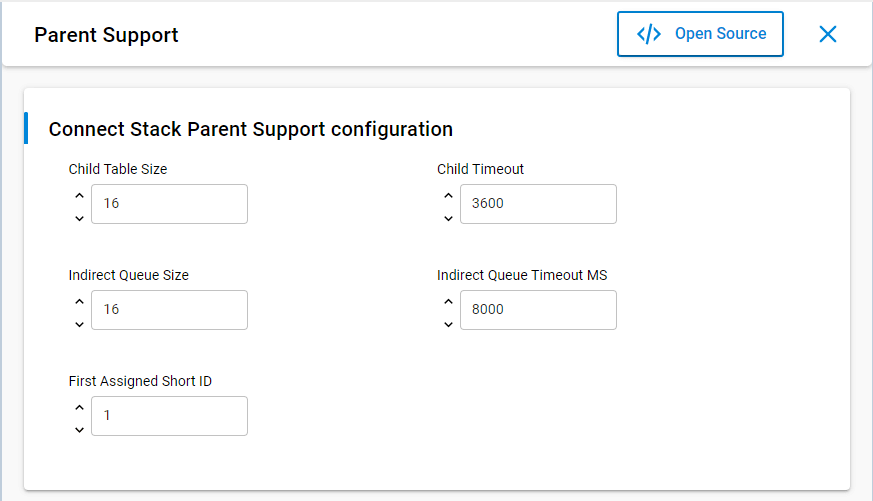 Parent Support
</> Open Source
Connect Stack Parent Support configuration
Child Table Size
Child Timeout
16
3600
Indirect Queue Size
Indirect Queue Timeout MS
16
8000
First Assigned Short ID
1